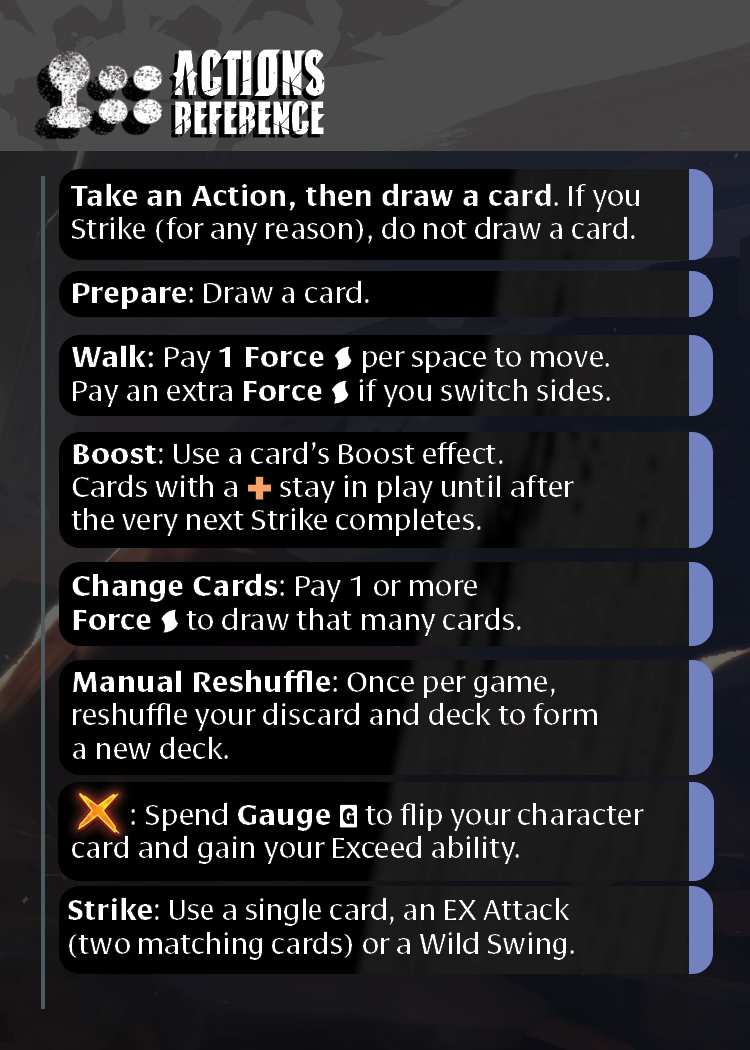 ACTIONS
REFERENCE
Take an Action, then draw a card. If you
Strike (for any reason), do not draw a card.
Prepare: Draw a card.
Walk: Pay 1 Force per space to move.
Pay an extra Force if you switch sides.
Boost: Use a card’s Boost effect.
Cards with a + stay in play until after
the very next Strike completes.
Change Cards: Pay 1 or more
Force to draw that many cards.
Manual Reshuffle: Once per game,
reshuffle your discard and deck to form
a new deck.
: Spend Gauge G to flip your character
card and gain your Exceed ability.
Strike: Use a single card, an EX Attack
(two matching cards) or a Wild Swing.